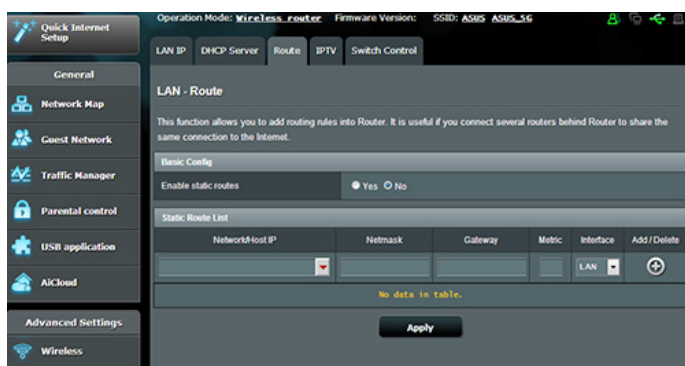 Quick Internet
Setup
Operation Mode: Wireless router Firmware Version: SSID: ASUS ASUS_5G
LAN IP DHCP Server Route IPTV Switch Control
General
Network Map
Guest Network
Traffic Manager
Parental control
USB application
AiCloud
Advanced Settings
Wireless
LAN - Route
This function allows you to add routing rules into Router. It is useful if you connect several routers behind Router to share the
same connection to the Internet.
Basic Config
Enable static routes Yes No
Static Route List
Network/Host IP Netmask Gateway Metric Interface Add / Delete
LAN
No data in table.
Apply